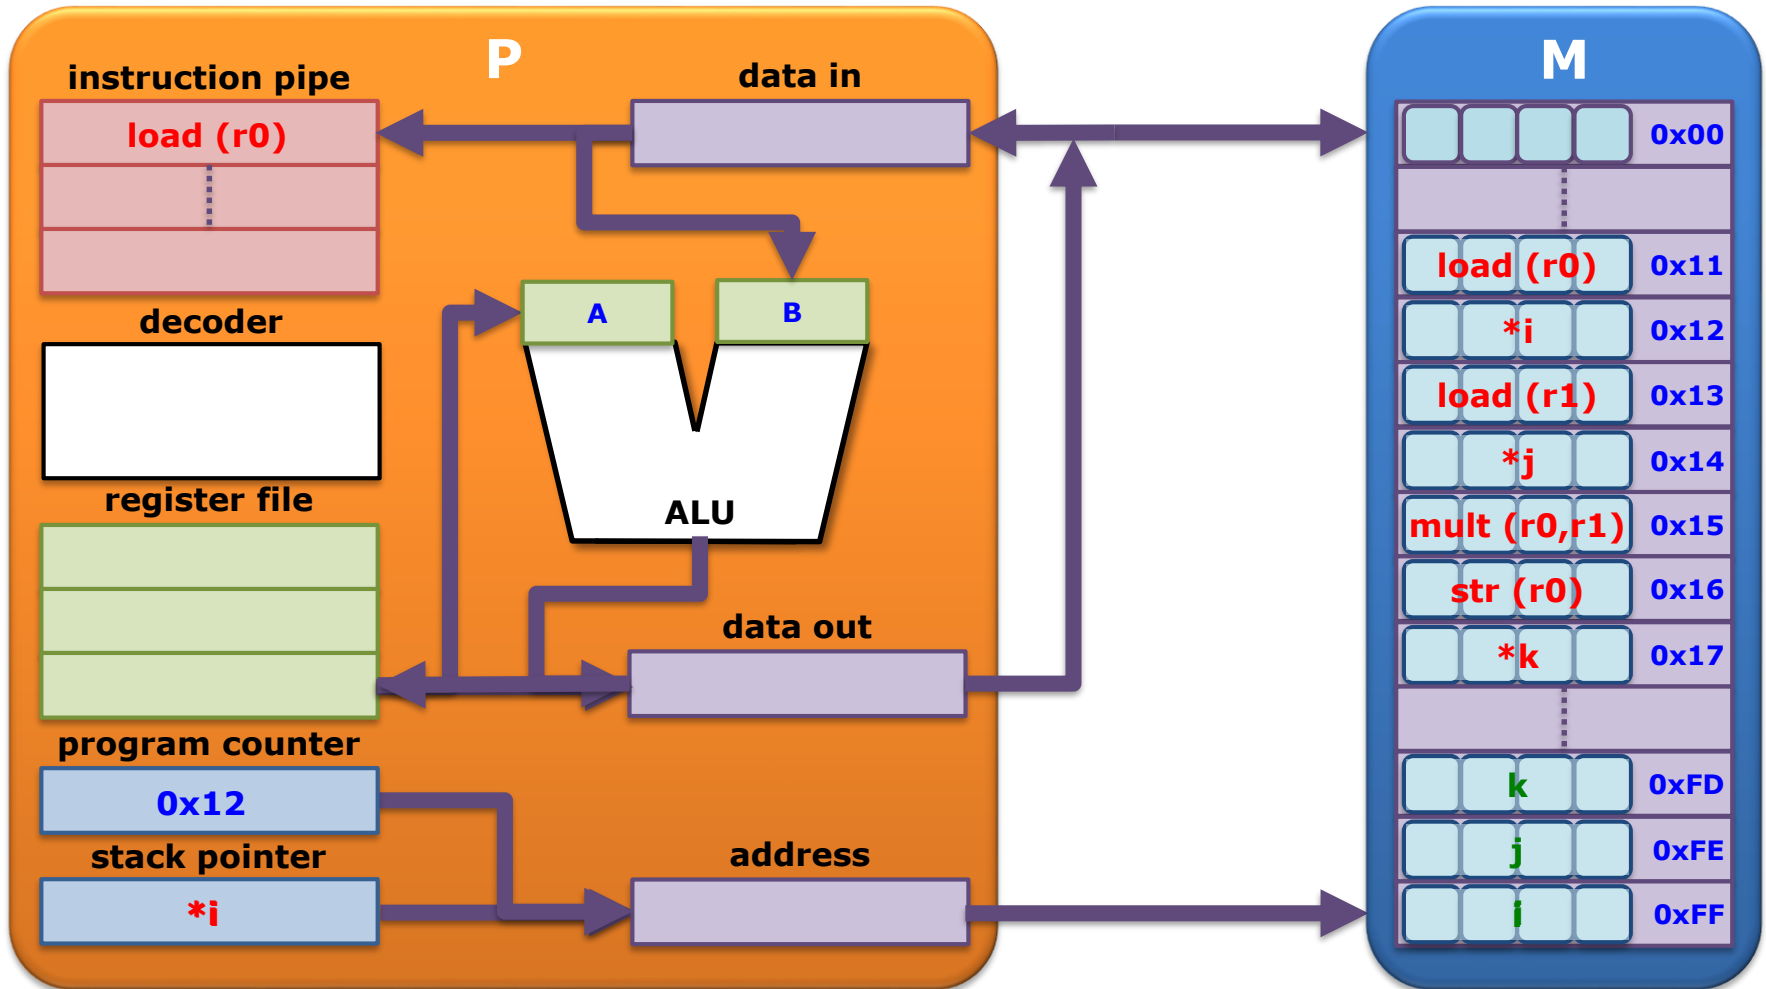 P
instruction pipe
load (r0)
data in
decoder
A
B
ALU
register file
data out
program counter
0x12
stack pointer
*i
address
M
0x00
load (r0) 0x11
*i 0x12
load (r1) 0x13
*j 0x14
mult (r0,r1) 0x15
str (r0) 0x16
*k 0x17
k 0xFD
j 0xFE
i 0xFF